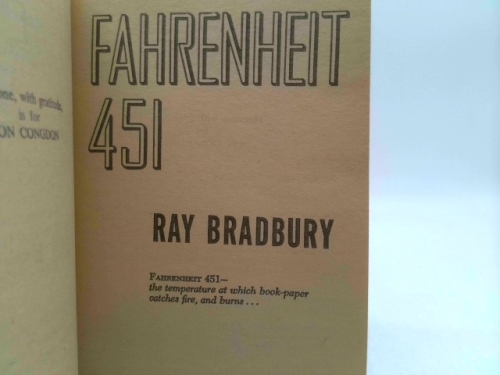 one, with gratitude,
is for
ON CONGDON
FAHRENHEIT
451
RAY BRADBURY
FAHRENHEIT 451—
the temperature at which book-paper
catches fire, and burns . . .